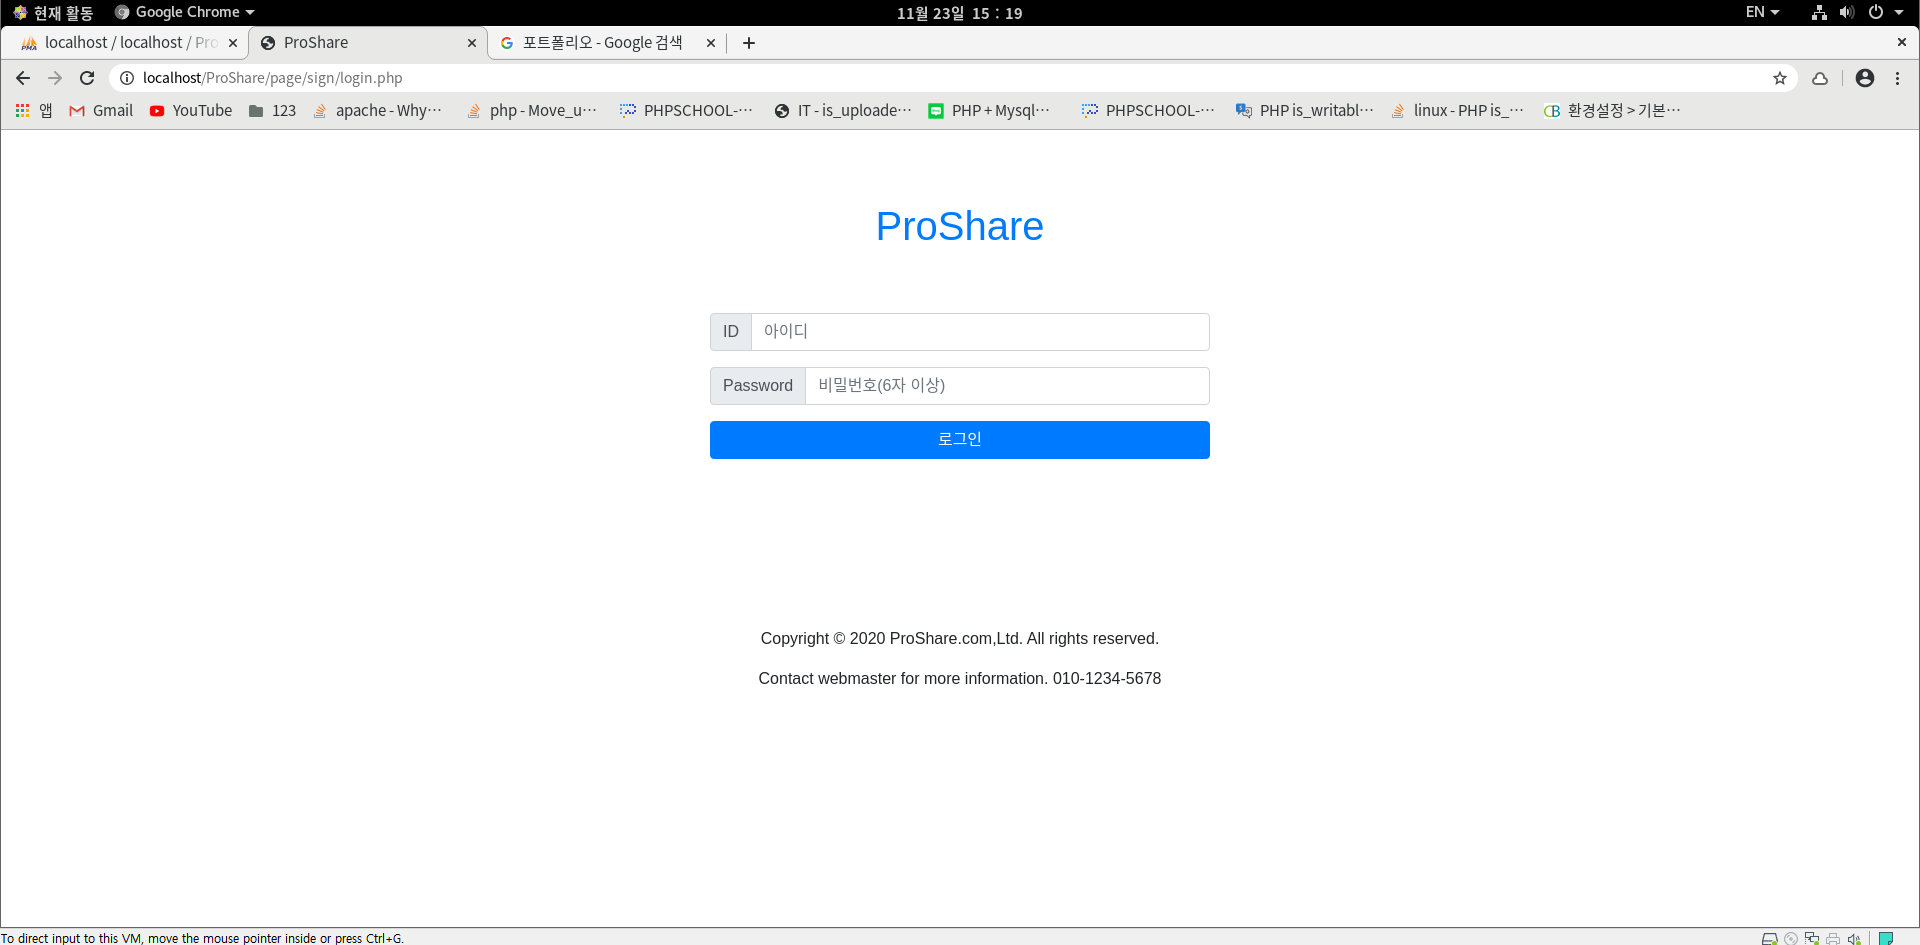 현재 활동 Google Chrome 11월 23일 15 : 19 EN
localhost / localhost / Pro ProShare 포트폴리오 - Google 검색
localhost/ProShare/page/sign/login.php
앱 Gmail YouTube 123 apache - Why··· php - Move_u··· PHPSCHOOL-··· IT - is_uploade··· PHP + Mysql··· PHPSCHOOL-··· PHP is_writabl··· linux - PHP is_··· 환경설정 > 기본···
ProShare
ID 아이디
Password 비밀번호(6자 이상)
로그인
Copyright © 2020 ProShare.com,Ltd. All rights reserved.
Contact webmaster for more information. 010-1234-5678
To direct input to this VM, move the mouse pointer inside or press Ctrl+G.